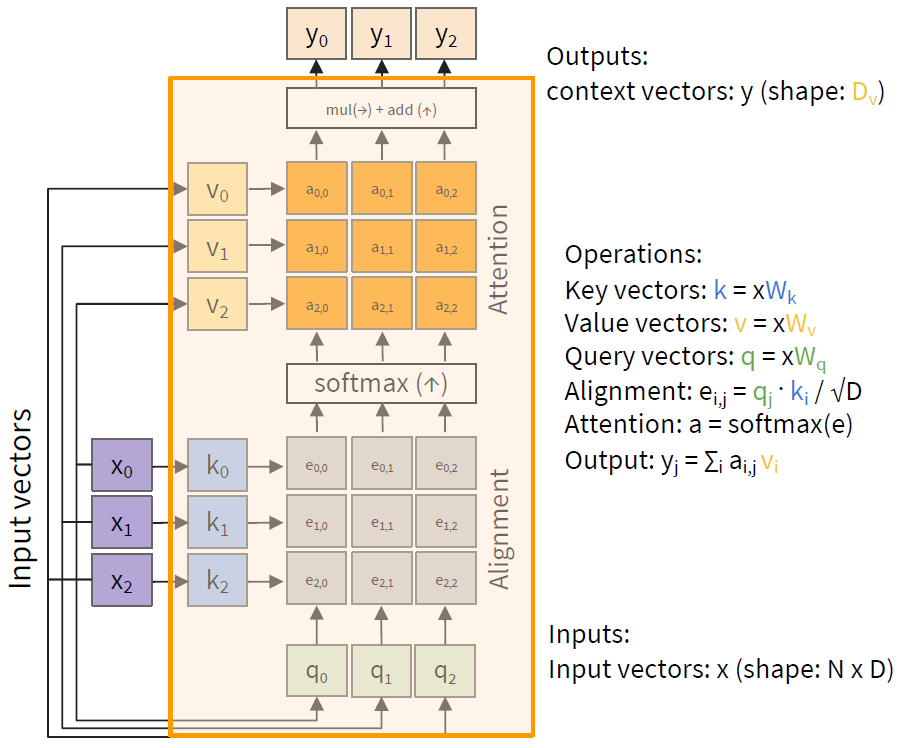 y0 y1 y2
Outputs:
context vectors: y (shape: Dv)
mul(→) + add (↑)
v0 a0,0 a0,1 a0,2
v1 a1,0 a1,1 a1,2
v2 a2,0 a2,1 a2,2
Attention
Operations:
Key vectors: k = xWk
Value vectors: v = xWv
Query vectors: q = xWq
Alignment: ei,j = qj · ki / √D
Attention: a = softmax(e)
Output: yj = ∑i ai,j vi
softmax (↑)
Input vectors
x0 k0 e0,0 e0,1 e0,2
x1 k1 e1,0 e1,1 e1,2
x2 k2 e2,0 e2,1 e2,2
Alignment
q0 q1 q2
Inputs:
Input vectors: x (shape: N x D)